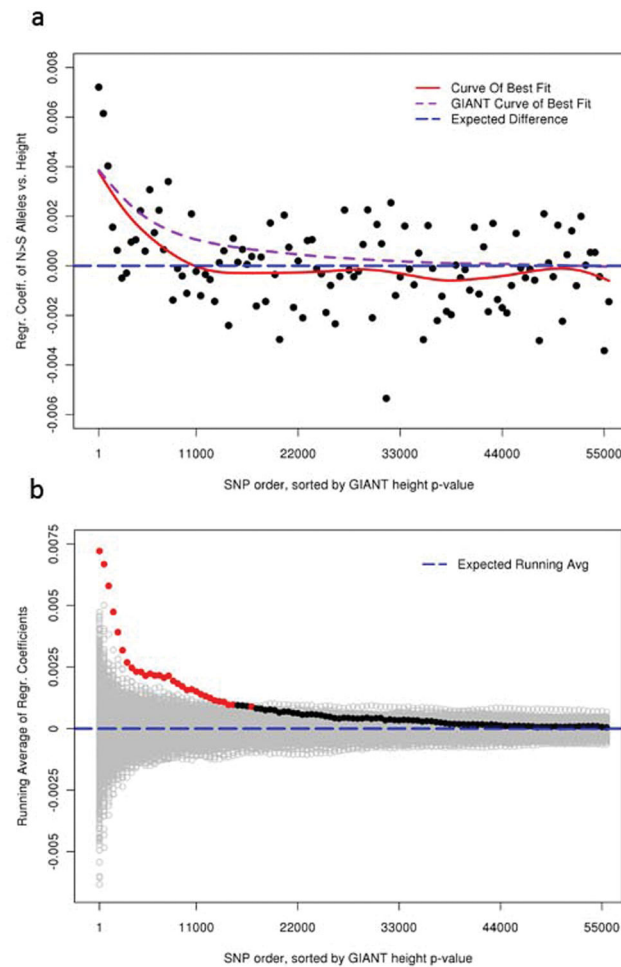 a
Regr. Coeff. of N>S Alleles vs. Height
0.008
0.006
0.004
0.002
0.000
-0.002
-0.004
-0.006
Curve Of Best Fit
GIANT Curve of Best Fit
Expected Difference
1 11000 22000 33000 44000 55000
SNP order, sorted by GIANT height p-value
b
Running Average of Regr. Coefficients
0.0075
0.005
0.0025
0
-0.0025
-0.005
Expected Running Avg
1 11000 22000 33000 44000 55000
SNP order, sorted by GIANT height p-value